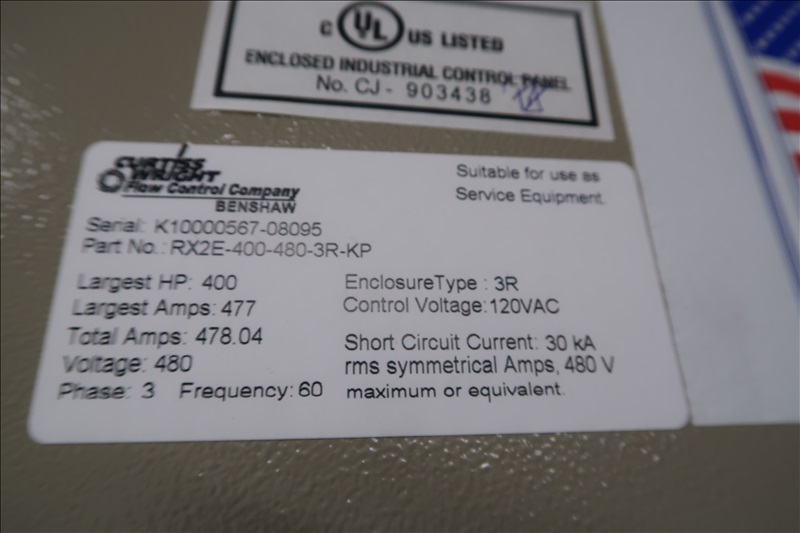 C UL US LISTED
ENCLOSED INDUSTRIAL CONTROL PANEL
No. CJ - 903438
CURTISS
WRIGHT
Flow Control Company
BENSHAW
Suitable for use as
Service Equipment.
Serial: K10000567-08095
Part No.: RX2E-400-480-3R-KP
Largest HP: 400
Largest Amps: 477
Total Amps: 478.04
Voltage: 480
Phase: 3 Frequency: 60
EnclosureType : 3R
Control Voltage: 120VAC
Short Circuit Current: 30 kA
rms symmetrical Amps, 480 V
maximum or equivalent.